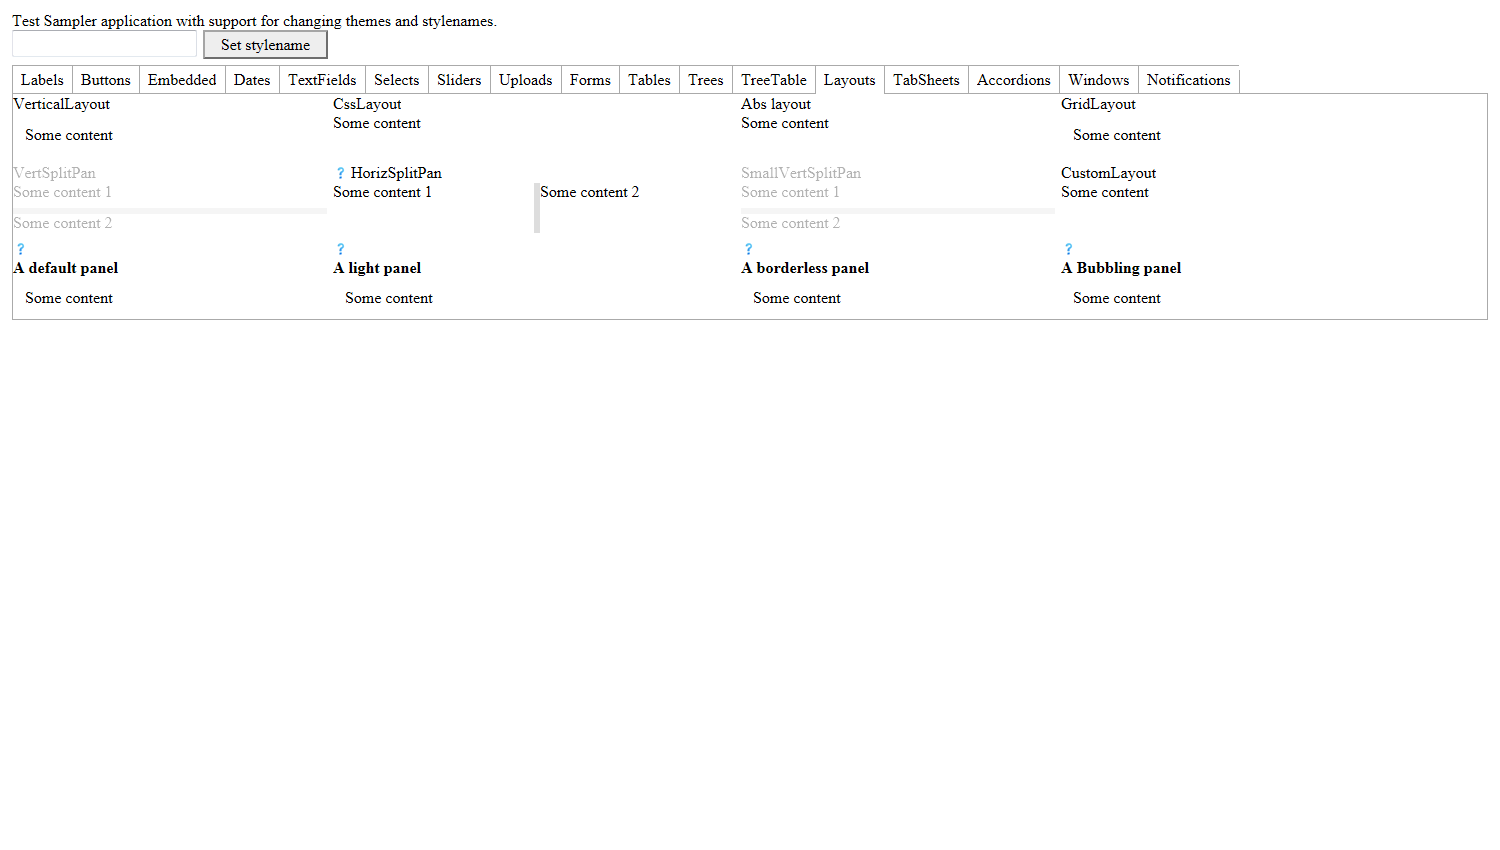 Test Sampler application with support for changing themes and stylenames.
Set stylename
Labels Buttons Embedded Dates TextFields Selects Sliders Uploads Forms Tables Trees TreeTable Layouts TabSheets Accordions Windows Notifications
VerticalLayout CssLayout Abs layout GridLayout
Some content Some content
Some content Some content
VertSplitPan ? HorizSplitPan SmallVertSplitPan CustomLayout
Some content 1 Some content 1 Some content 2 Some content 1 Some content
Some content 2 Some content 2
? ? ? ?
A default panel A light panel A borderless panel A Bubbling panel
Some content Some content Some content Some content